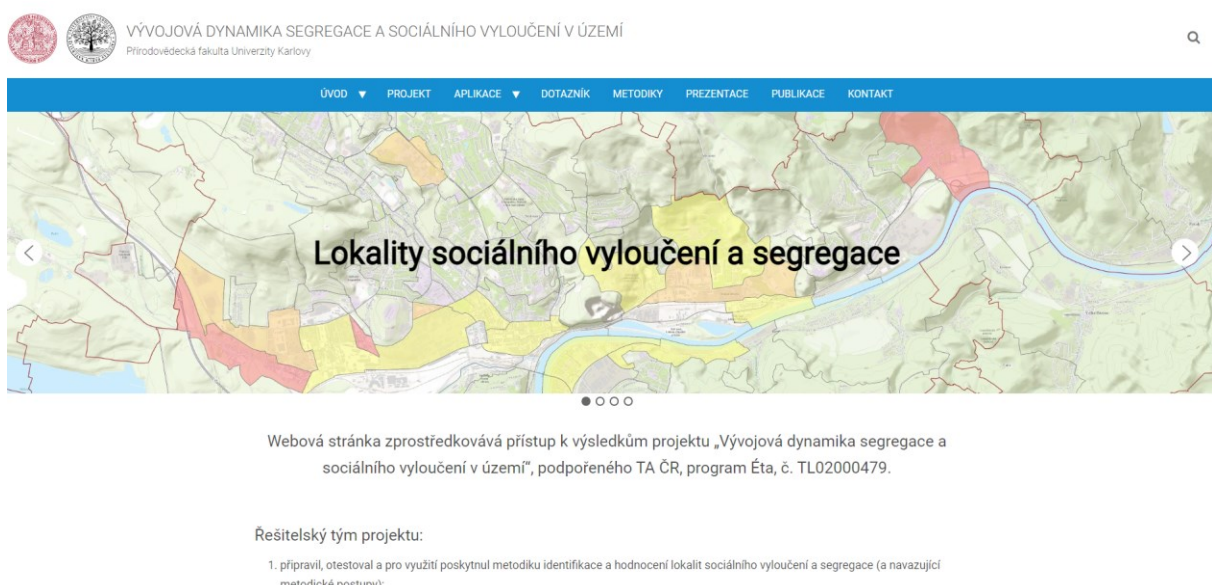 VÝVOJOVÁ DYNAMIKA SEGREGACE A SOCIÁLNÍHO VYLOUČENÍ V ÚZEMÍ
Přírodovědecká fakulta Univerzity Karlovy
ÚVOD ▼ PROJEKT APLIKACE ▼ DOTAZNÍK METODIKY PREZENTACE PUBLIKACE KONTAKT
Lokality sociálního vyloučení a segregace
Webová stránka zprostředkovává přístup k výsledkům projektu „Vývojová dynamika segregace a
sociálního vyloučení v území“, podpořeného TA ČR, program Éta, č. TL02000479.
Řešitelský tým projektu:
1. připravil, otestoval a pro využití poskytnul metodiku identifikace a hodnocení lokalit sociálního vyloučení a segregace (a navazující
metodické postupy);